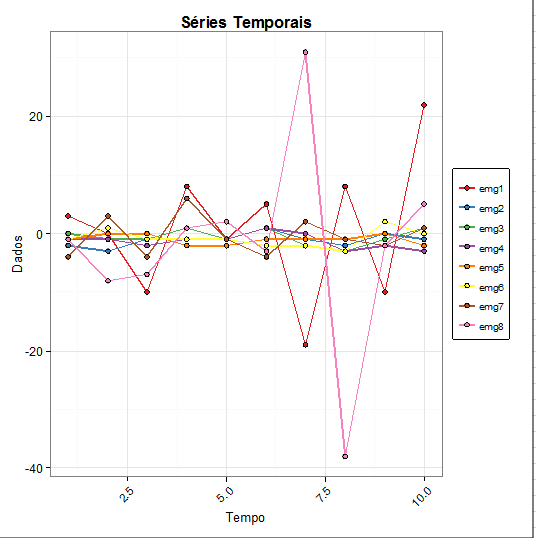 Séries Temporais
Dados
20
0
-20
-40
2.5
5.0
7.5
10.0
Tempo
emg1
emg2
emg3
emg4
emg5
emg6
emg7
emg8